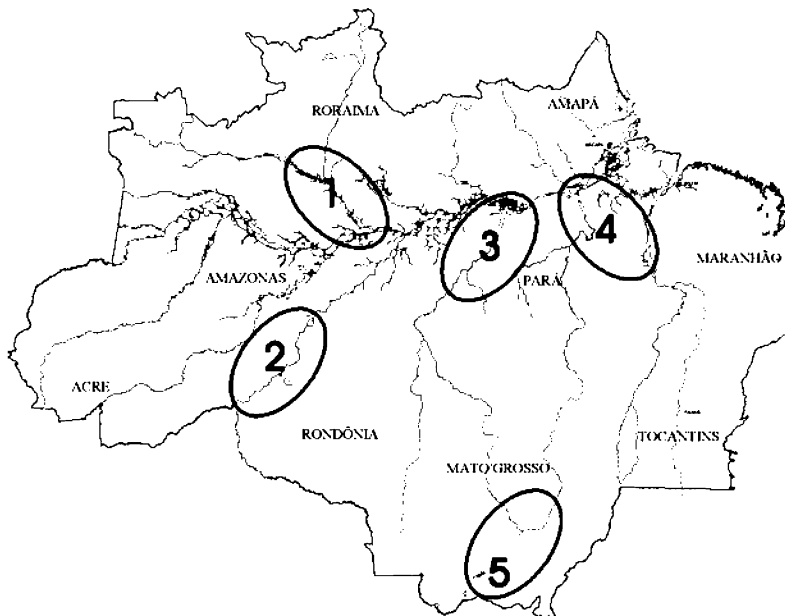 RORAIMA
AMAPÁ
1
4
3
MARANHÃO
AMAZONAS
PARÁ
2
ACRE
RONDÔNIA
TOCANTINS
MATO GROSSO
5